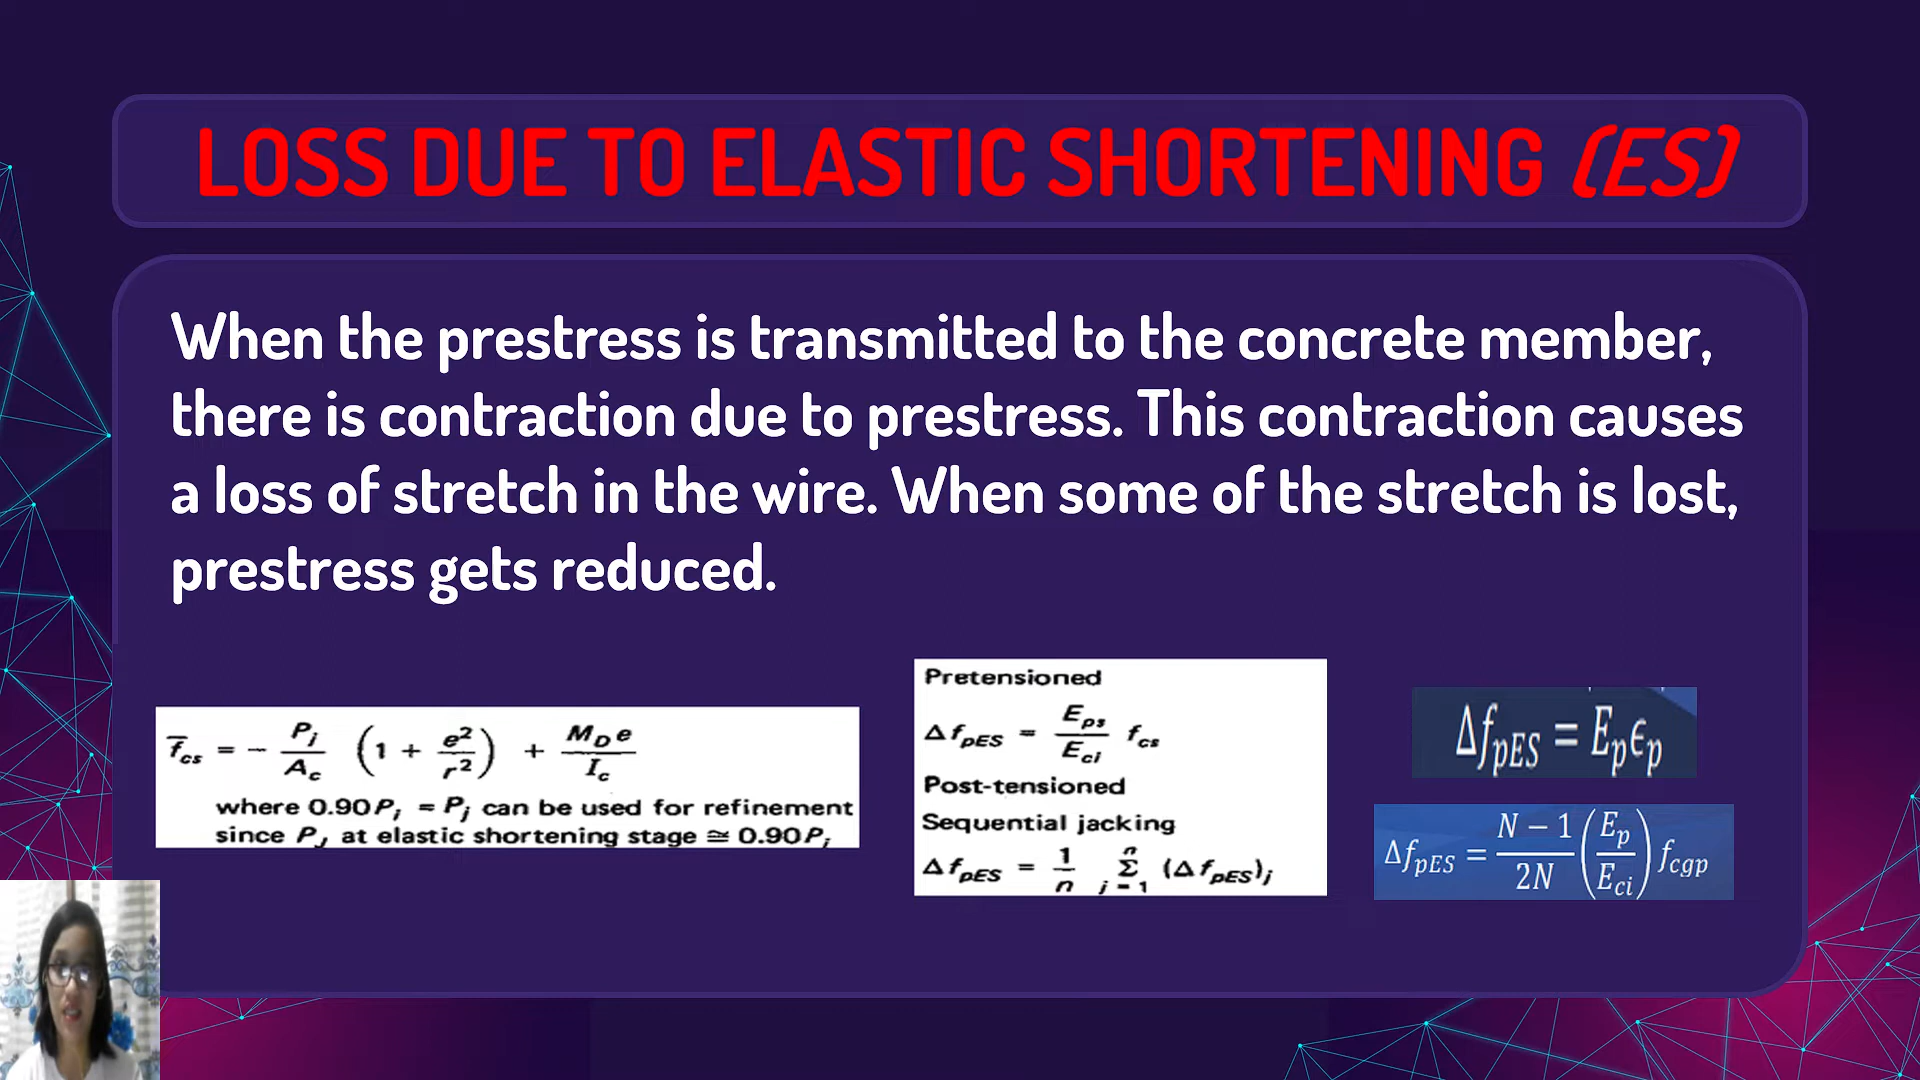 LOSS DUE TO ELASTIC SHORTENING (ES)
When the prestress is transmitted to the concrete member,
there is contraction due to prestress. This contraction causes
a loss of stretch in the wire. When some of the stretch is lost,
prestress gets reduced.
f̅cs = - Pi/Ac (1 + e²/r²) + MD e/Ic
where 0.90Pi = Pj can be used for refinement
since Pj at elastic shortening stage ≅ 0.90Pi
Pretensioned
ΔfpES = Eps/Eci fcs
Post-tensioned
Sequential jacking
ΔfpES = 1/n Σ n j=1 (ΔfpES)j
ΔfpES = Epϵp
ΔfpES = N − 1/2N (Ep/Eci) fcgp